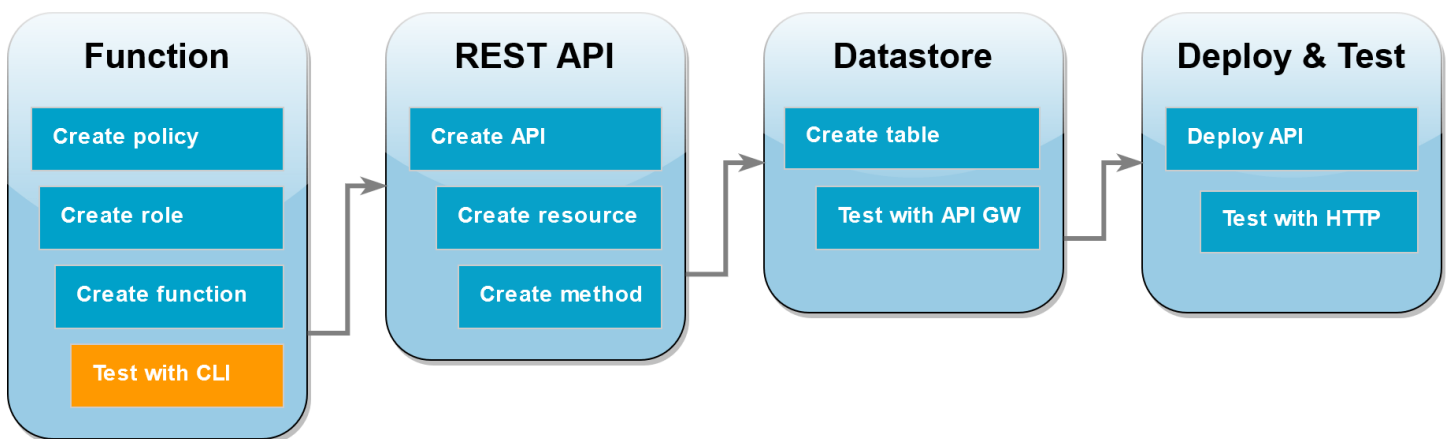 Function
Create policy
Create role
Create function
Test with CLI
REST API
Create API
Create resource
Create method
Datastore
Create table
Test with API GW
Deploy & Test
Deploy API
Test with HTTP